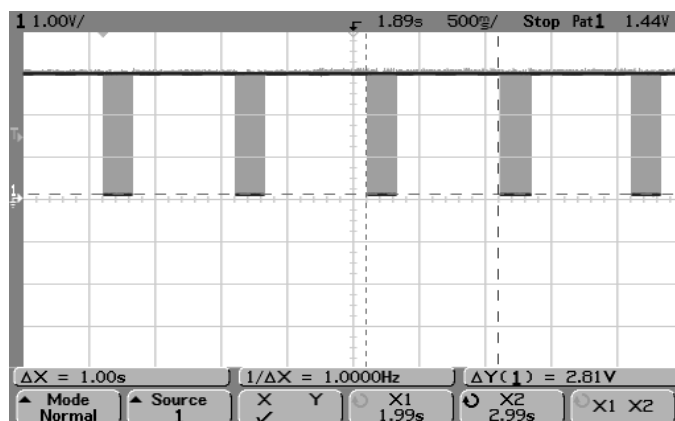 1 1.00V/ 1.89s 500ms/ Stop Pat1 1.44V
T
1
ΔX = 1.00s 1/ΔX = 1.0000Hz ΔY(1) = 2.81V
Mode Source X Y X1 X2 X1 X2
Normal 1 ✓ 1.99s 2.99s